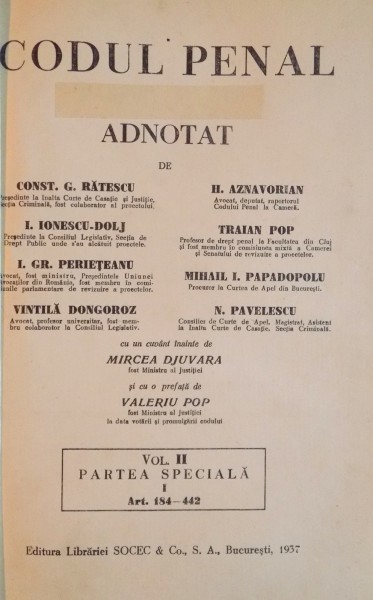 CODUL PENAL
ADNOTAT
DE
CONST. G. RĂTESCU
Președinte la Inalta Curte de Casație și Justiție,
Secția Criminală, fost colaborator al proectului.
I. IONESCU-DOLJ
Președinte la Consiliul Legislativ, Secția de
Drept Public unde s'au alcătuit proectele.
I. GR. PERIEȚEANU
Avocat, fost ministru, Președintele Uniunei
Avocaților din România, fost membru în comi-
siunile parlamentare de revizuire a proectelor.
VINTILĂ DONGOROZ
Avocat, profesor universitar, fost mem-
bru colaborator la Consiliul Legislativ.
H. AZNAVORIAN
Avocat, deputat, raportorul
Codului Penal la Cameră.
TRAIAN POP
Profesor de drept penal la Facultatea din Cluj
și fost membru în comisiunea mixtă a Camerei
și Senatului de revizuire a proectelor.
MIHAIL I. PAPADOPOLU
Procuror la Curtea de Apel din București.
N. PAVELESCU
Consilier de Curte de Apel, Magistrat, Asistent
la Inalta Curte de Casație, Secția Criminală.
cu un cuvânt înainte de
MIRCEA DJUVARA
fost Ministru al Justiției
și cu o prefață de
VALERIU POP
fost Ministru al Justiției
la data votării și promulgării codului
VOL. II
PARTEA SPECIALĂ
I
Art. 184—442
Editura Librăriei SOCEC & Co., S. A., București, 1937